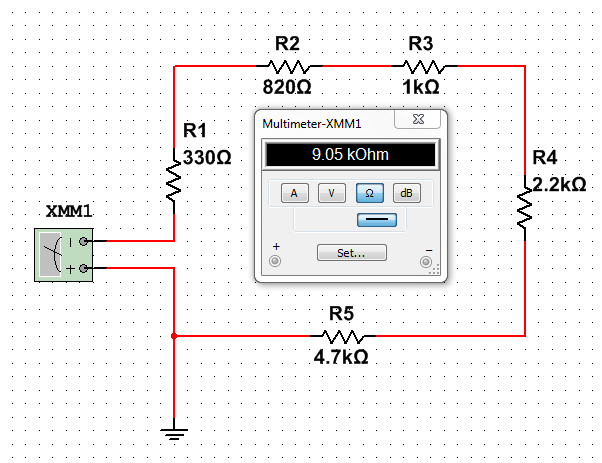 R2
820Ω
R3
1kΩ
R1
330Ω
Multimeter-XMM1
9.05 kOhm
A V Ω dB
+ −
Set...
R4
2.2kΩ
XMM1
R5
4.7kΩ